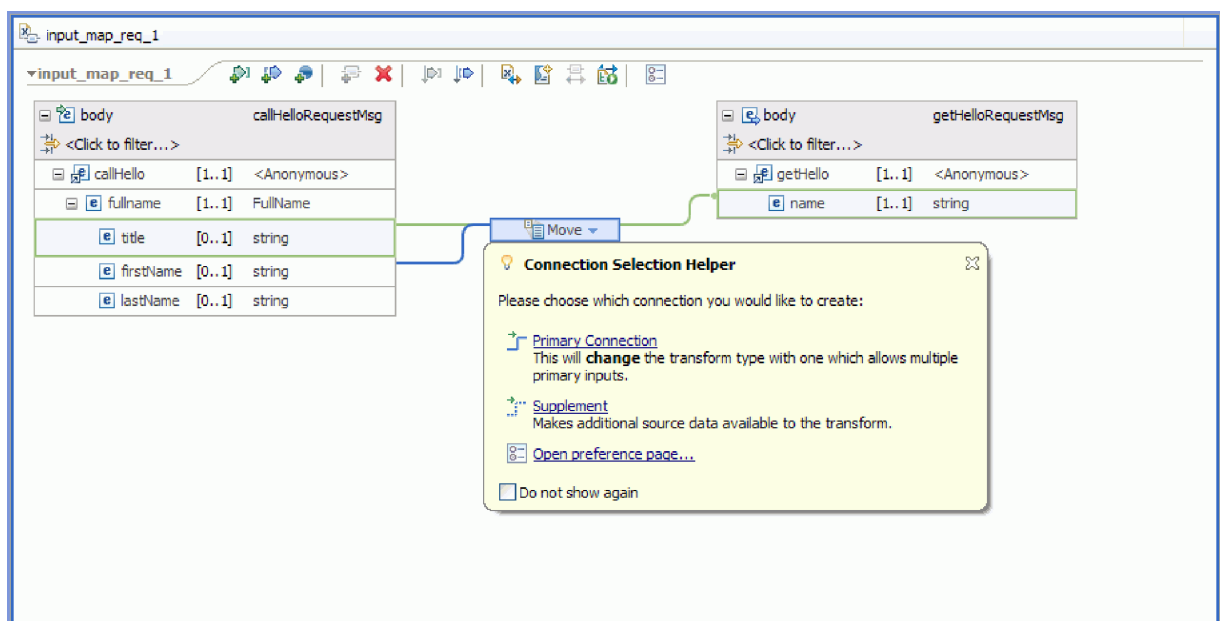 input_map_req_1
input_map_req_1
body callHelloRequestMsg
<Click to filter...>
callHello [1..1] <Anonymous>
fullname [1..1] FullName
title [0..1] string
firstName [0..1] string
lastName [0..1] string
Move
body getHelloRequestMsg
<Click to filter...>
getHello [1..1] <Anonymous>
name [1..1] string
Connection Selection Helper
Please choose which connection you would like to create:
Primary Connection
This will change the transform type with one which allows multiple
primary inputs.
Supplement
Makes additional source data available to the transform.
Open preference page...
Do not show again